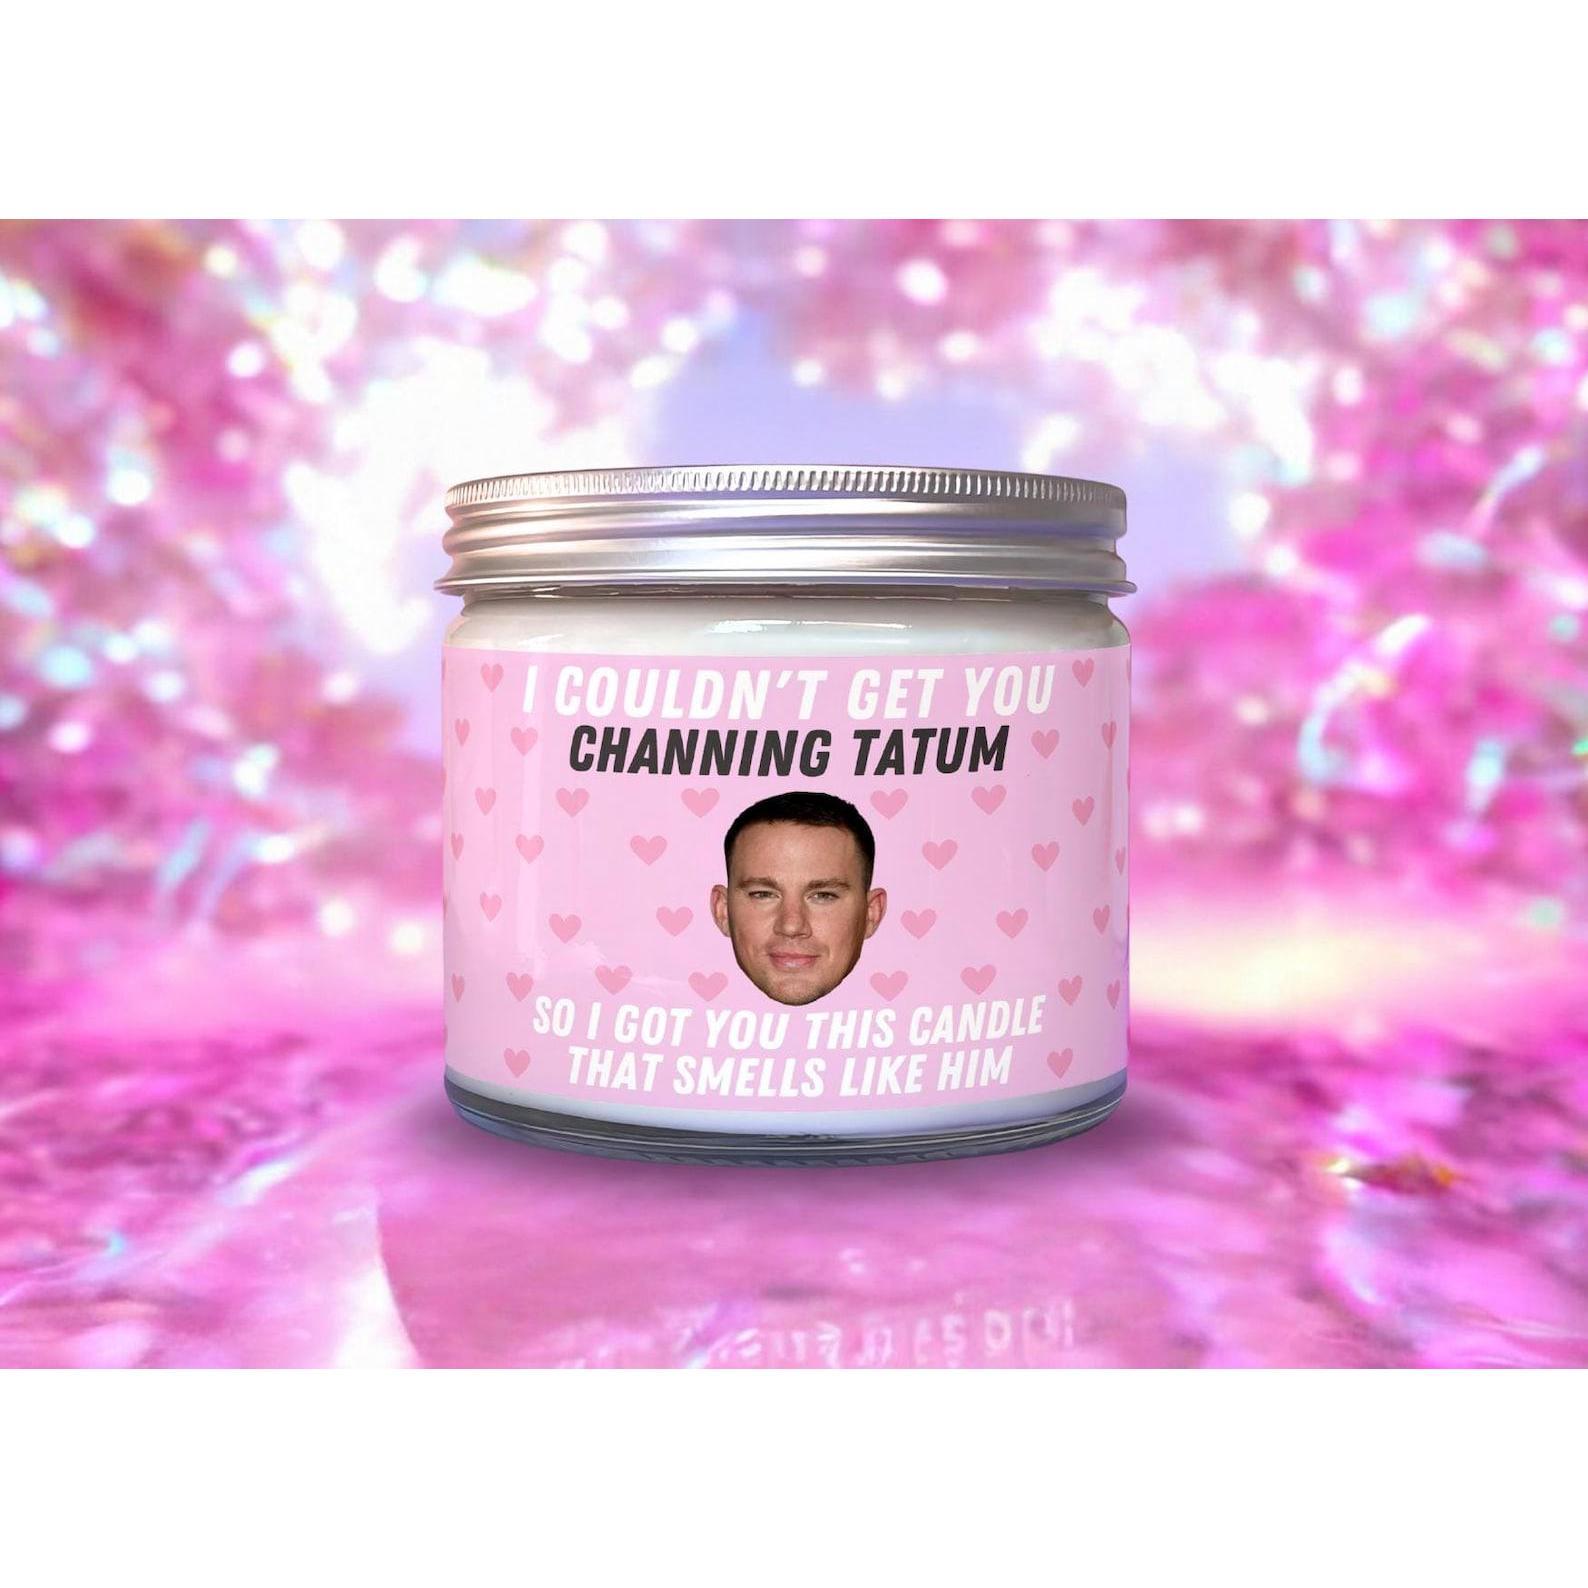 I COULDN'T GET YOU
CHANNING TATUM
SO I GOT YOU THIS CANDLE
THAT SMELLS LIKE HIM